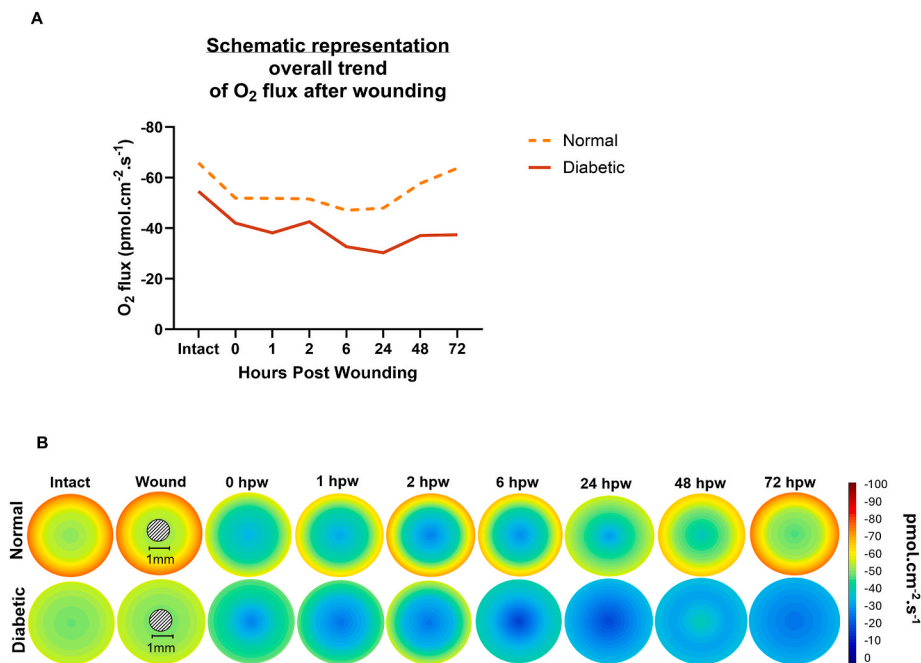 A
Schematic representation
overall trend
of O₂ flux after wounding
-80
-60
-40
-20
0
O₂ flux (pmol.cm⁻².s⁻¹)
Normal
Diabetic
Intact 0 1 2 6 24 48 72
Hours Post Wounding
B
Intact Wound 0 hpw 1 hpw 2 hpw 6 hpw 24 hpw 48 hpw 72 hpw
Normal
1mm
Diabetic
1mm
-100
-90
-80
-70
-60
-50
-40
-30
-20
-10
0
pmol.cm⁻².s⁻¹